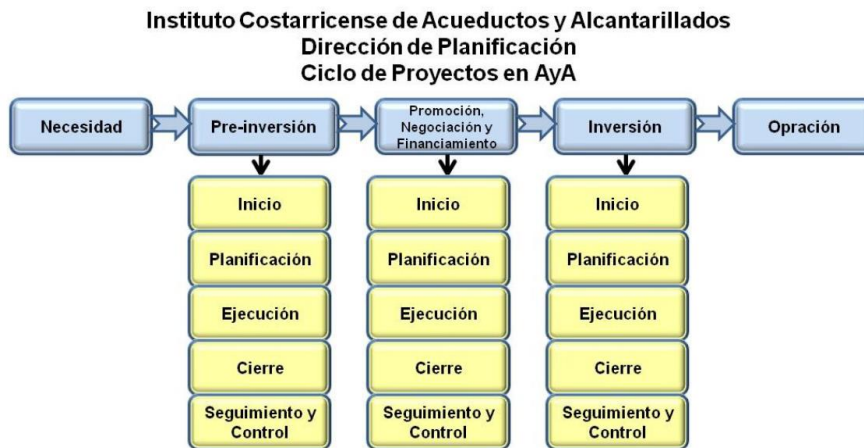 Instituto Costarricense de Acueductos y Alcantarillados
Dirección de Planificación
Ciclo de Proyectos en AyA
Necesidad
Pre-inversión
Promoción,
Negociación y
Financiamiento
Inversión
Opración
Inicio
Planificación
Ejecución
Cierre
Seguimiento y
Control
Inicio
Planificación
Ejecución
Cierre
Seguimiento y
Control
Inicio
Planificación
Ejecución
Cierre
Seguimiento y
Control